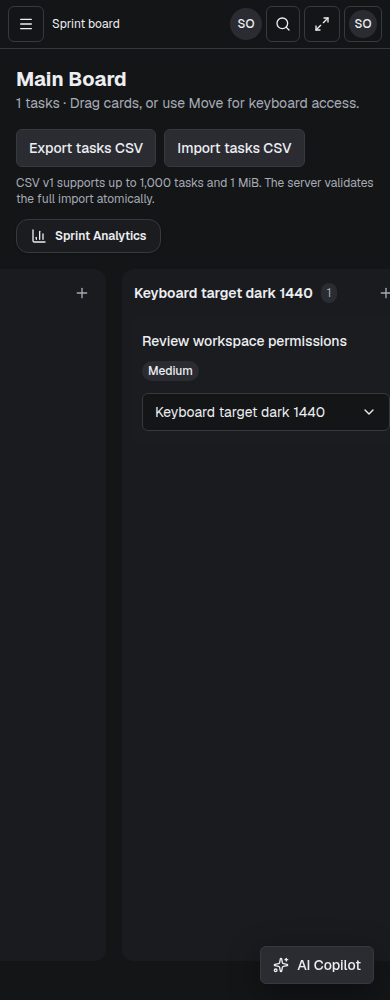 Sprint board
SO
SO
Main Board
1 tasks · Drag cards, or use Move for keyboard access.
Export tasks CSV
Import tasks CSV
CSV v1 supports up to 1,000 tasks and 1 MiB. The server validates
the full import atomically.
Sprint Analytics
Keyboard target dark 1440
1
Review workspace permissions
Medium
Keyboard target dark 1440
AI Copilot